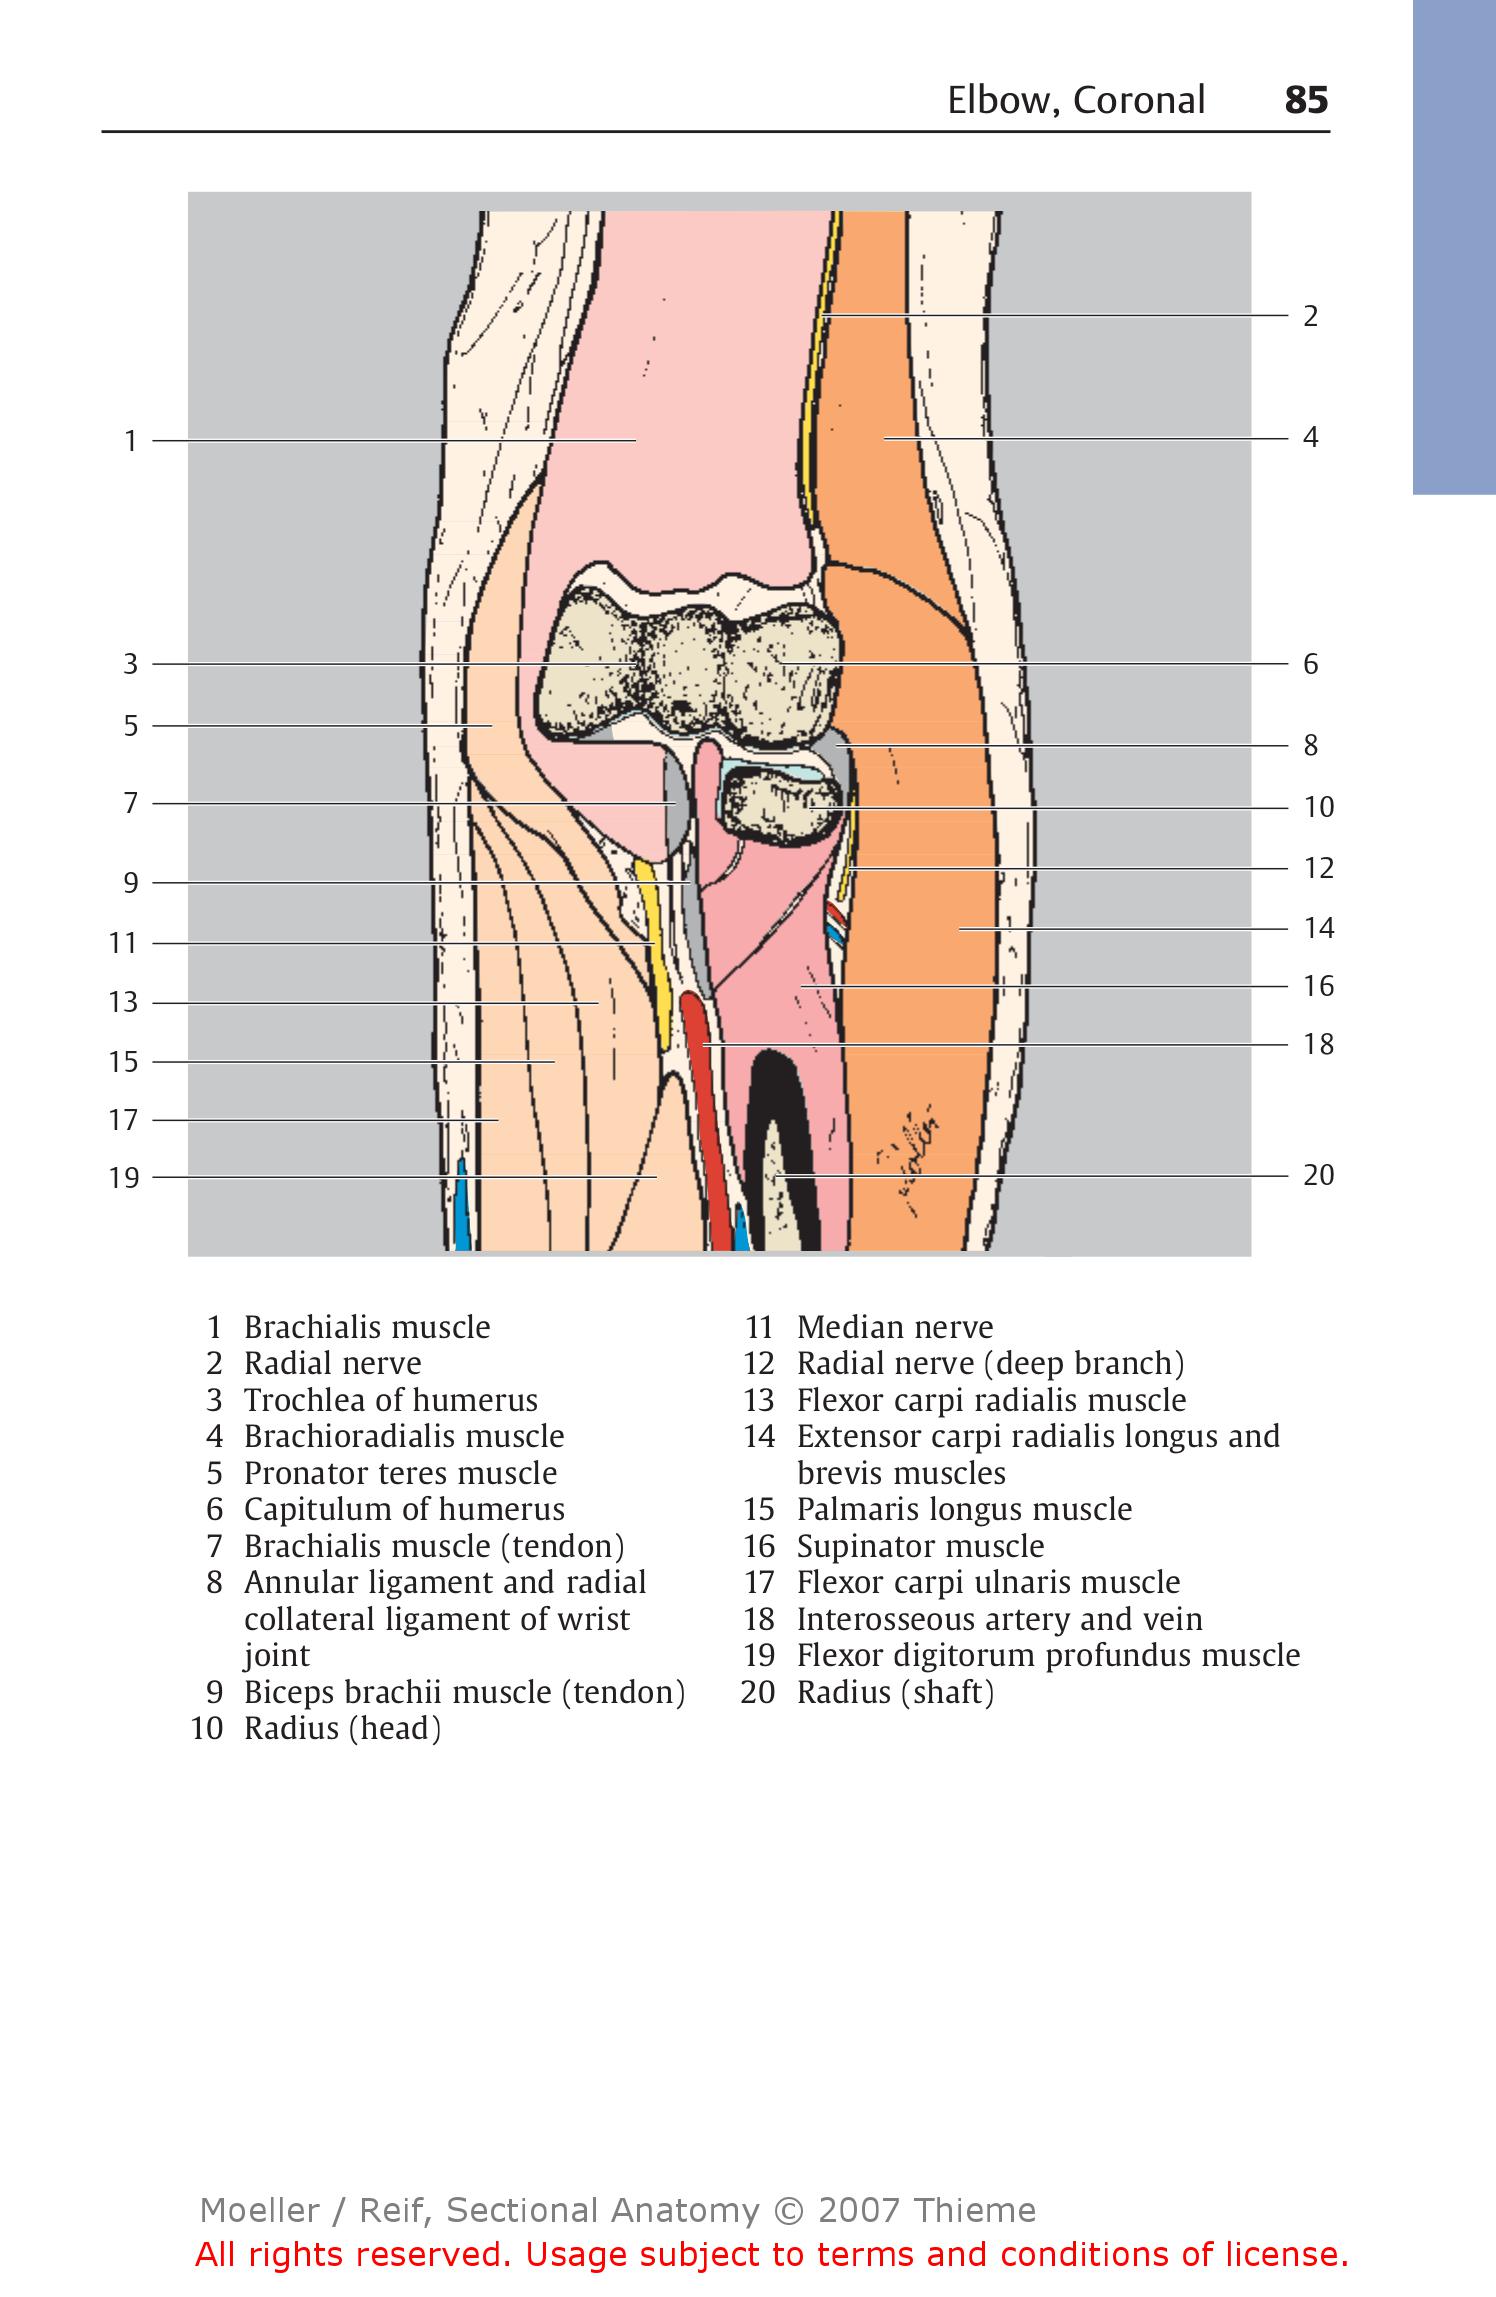 Elbow, Coronal 85
2
1
4
3
6
5
8
7
10
12
9
14
11
16
13
18
15
17
19
20
1 Brachialis muscle
2 Radial nerve
3 Trochlea of humerus
4 Brachioradialis muscle
5 Pronator teres muscle
6 Capitulum of humerus
7 Brachialis muscle (tendon)
8 Annular ligament and radial
collateral ligament of wrist
joint
9 Biceps brachii muscle (tendon)
10 Radius (head)
11 Median nerve
12 Radial nerve (deep branch)
13 Flexor carpi radialis muscle
14 Extensor carpi radialis longus and
brevis muscles
15 Palmaris longus muscle
16 Supinator muscle
17 Flexor carpi ulnaris muscle
18 Interosseous artery and vein
19 Flexor digitorum profundus muscle
20 Radius (shaft)
Moeller / Reif, Sectional Anatomy © 2007 Thieme
All rights reserved. Usage subject to terms and conditions of license.